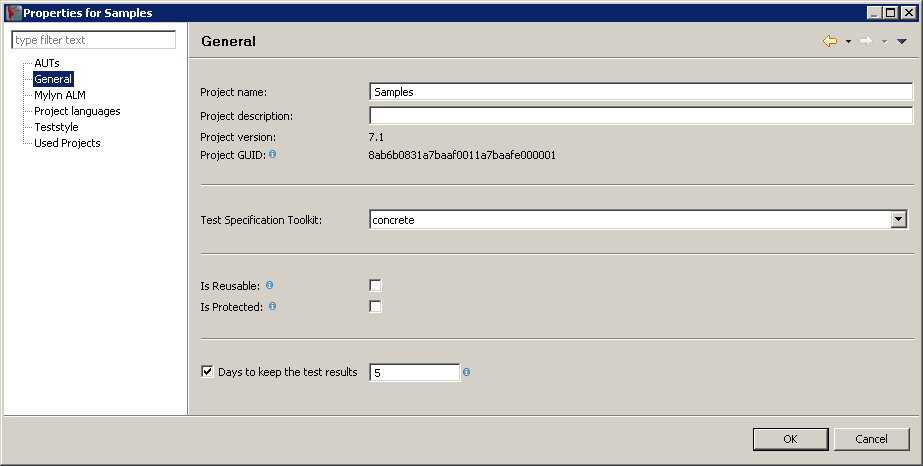 Properties for Samples
type filter text
AUTs
General
Mylyn ALM
Project languages
Teststyle
Used Projects
General
Project name: Samples
Project description:
Project version: 7.1
Project GUID: 8ab6b0831a7baaf0011a7baafe000001
Test Specification Toolkit: concrete
Is Reusable:
Is Protected:
Days to keep the test results 5
OK Cancel